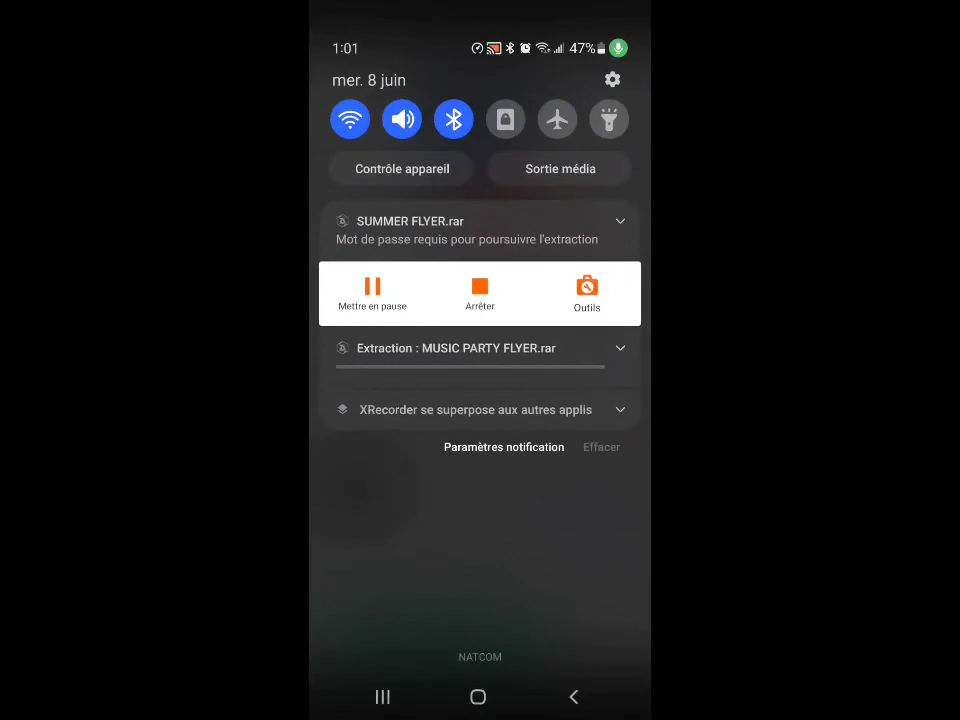 1:01
47%
mer. 8 juin
Contrôle appareil
Sortie média
SUMMER FLYER.rar
Mot de passe requis pour poursuivre l'extraction
Mettre en pause
Arrêter
Outils
Extraction : MUSIC PARTY FLYER.rar
XRecorder se superpose aux autres applis
Paramètres notification
Effacer
NATCOM